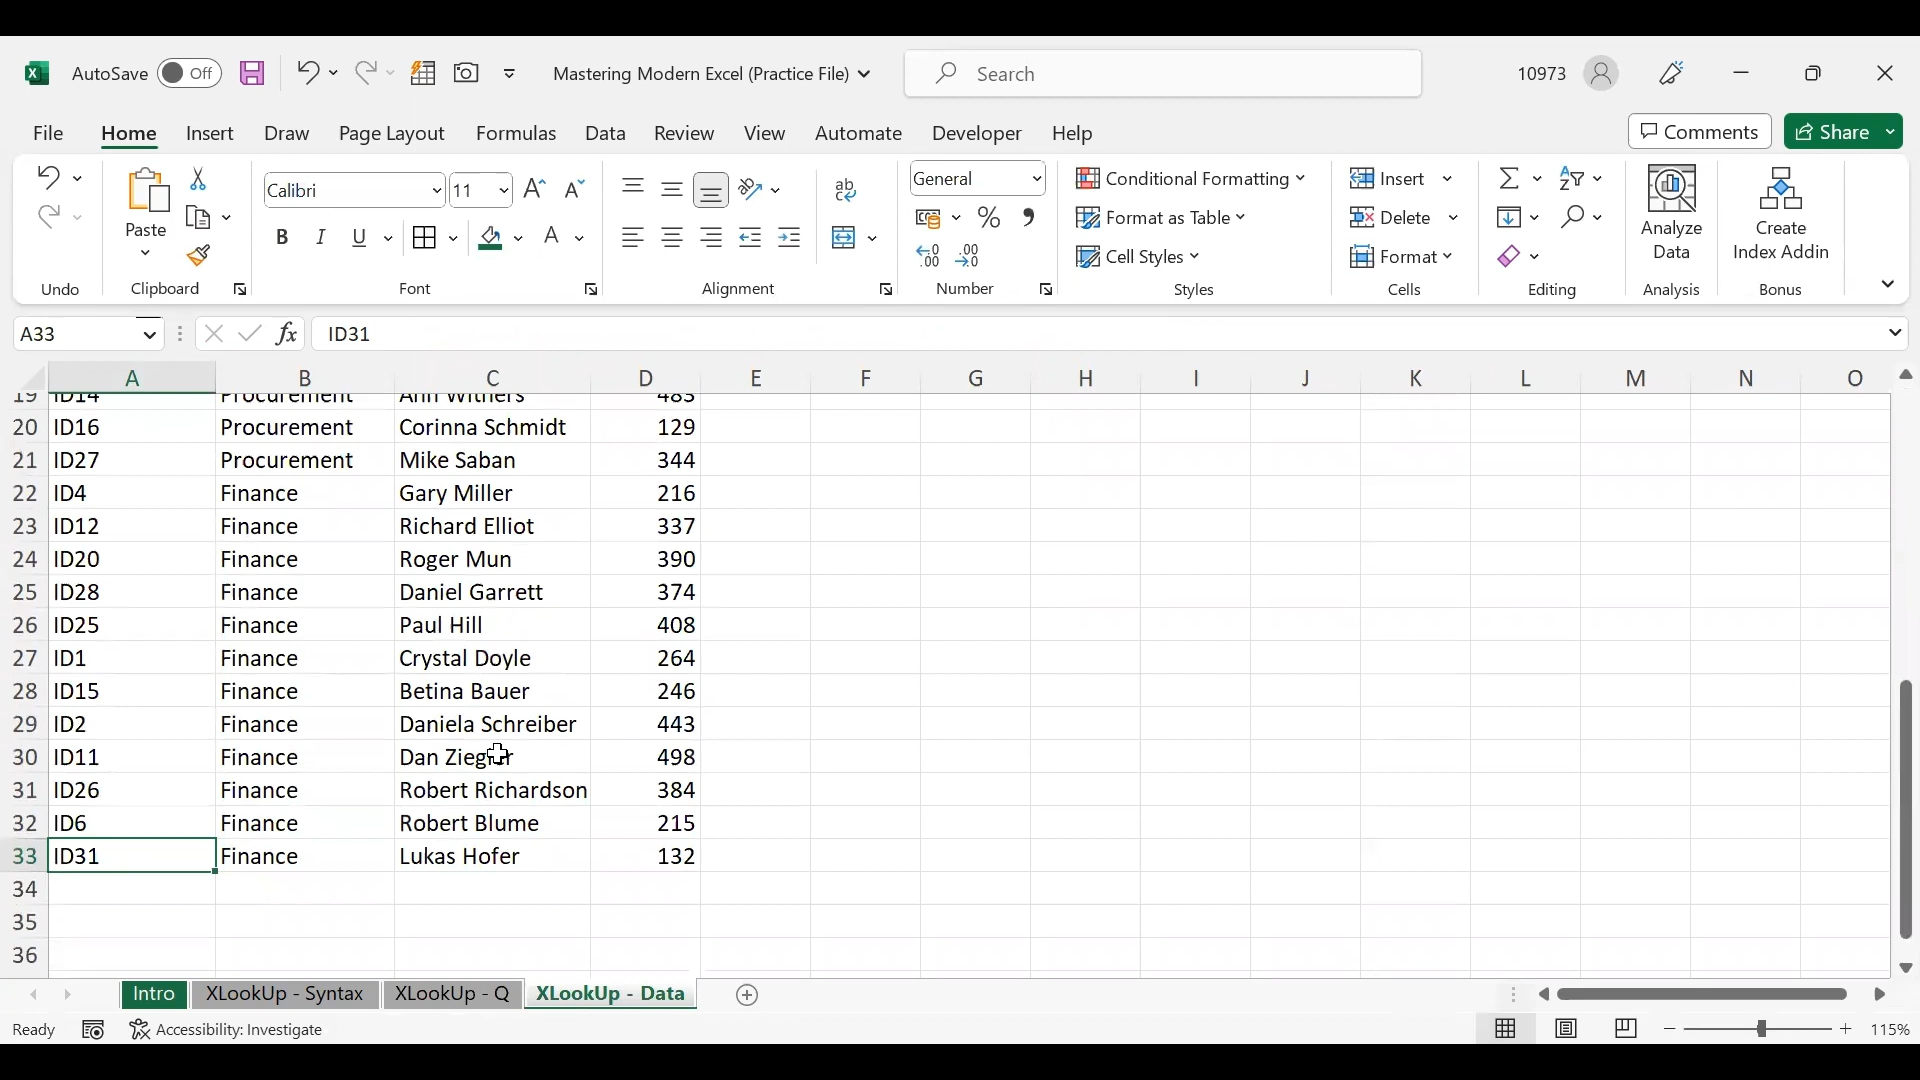 AutoSave Off Mastering Modern Excel (Practice File) Search 10973
File Home Insert Draw Page Layout Formulas Data Review View Automate Developer Help Comments Share
Paste
Calibri 11
General
Conditional Formatting
Format as Table
Cell Styles
Insert
Delete
Format
Analyze Data
Create Index Addin
Undo Clipboard Font Alignment Number Styles Cells Editing Analysis Bonus
A33 fx ID31
A B C D E F G H I J K L M N O
19 ID14 Procurement Ann Withers 483
20 ID16 Procurement Corinna Schmidt 129
21 ID27 Procurement Mike Saban 344
22 ID4 Finance Gary Miller 216
23 ID12 Finance Richard Elliot 337
24 ID20 Finance Roger Mun 390
25 ID28 Finance Daniel Garrett 374
26 ID25 Finance Paul Hill 408
27 ID1 Finance Crystal Doyle 264
28 ID15 Finance Betina Bauer 246
29 ID2 Finance Daniela Schreiber 443
30 ID11 Finance Dan Ziegler 498
31 ID26 Finance Robert Richardson 384
32 ID6 Finance Robert Blume 215
33 ID31 Finance Lukas Hofer 132
34
35
36
Intro XLookUp - Syntax XLookUp - Q XLookUp - Data
Ready Accessibility: Investigate 115%